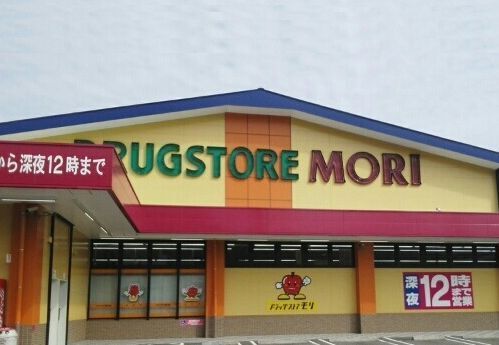 から深夜12時まで
DRUGSTORE MORI
ドラッグストア モリ
深夜
12時
まで
営業